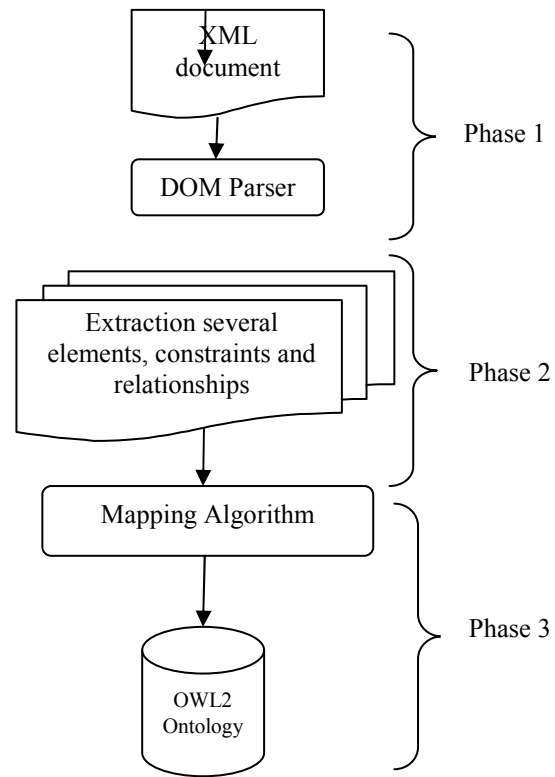 XML
document
Phase 1
DOM Parser
Extraction several
elements, constraints and
relationships
Phase 2
Mapping Algorithm
Phase 3
OWL2
Ontology